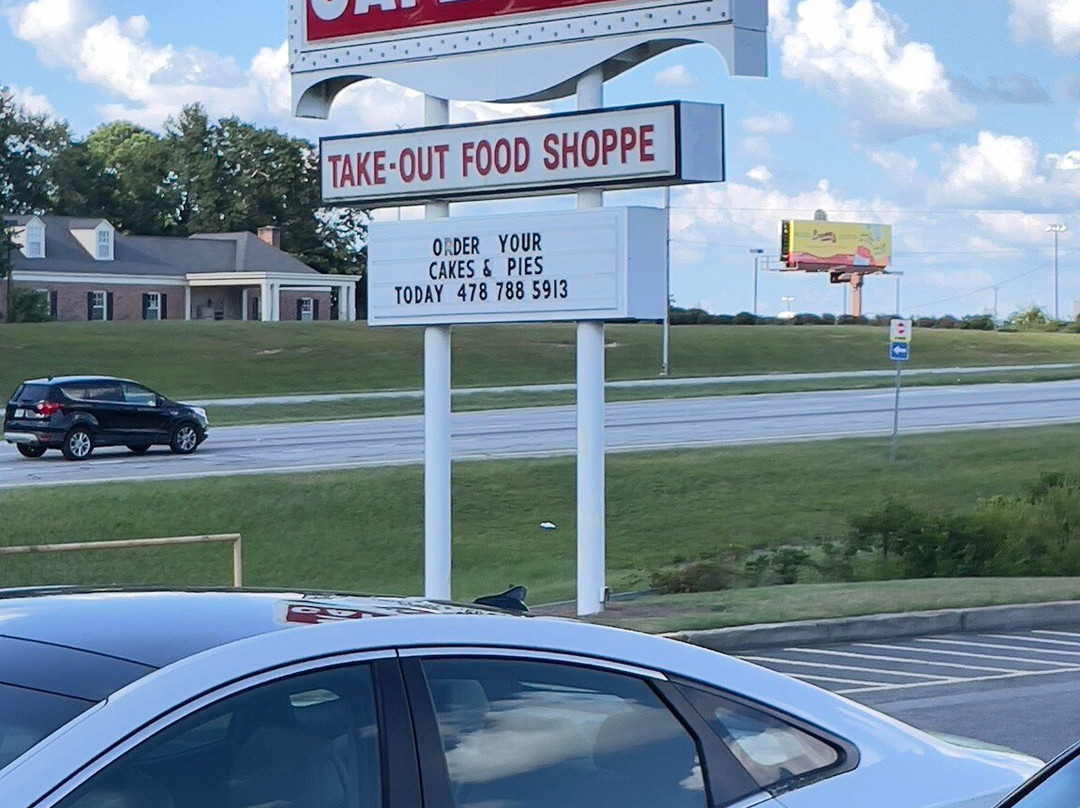 TAKE-OUT FOOD SHOPPE
ORDER YOUR
CAKES & PIES
TODAY 478 788 5913